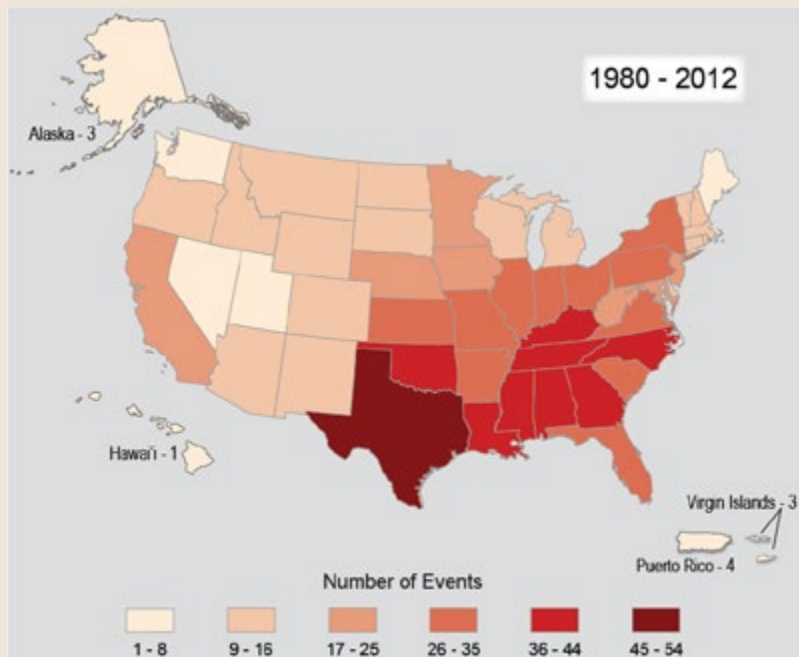 1980 - 2012
Alaska - 3
Hawai'i - 1
Virgin Islands - 3
Puerto Rico - 4
Number of Events
1 - 8 9 - 16 17 - 25 26 - 35 36 - 44 45 - 54